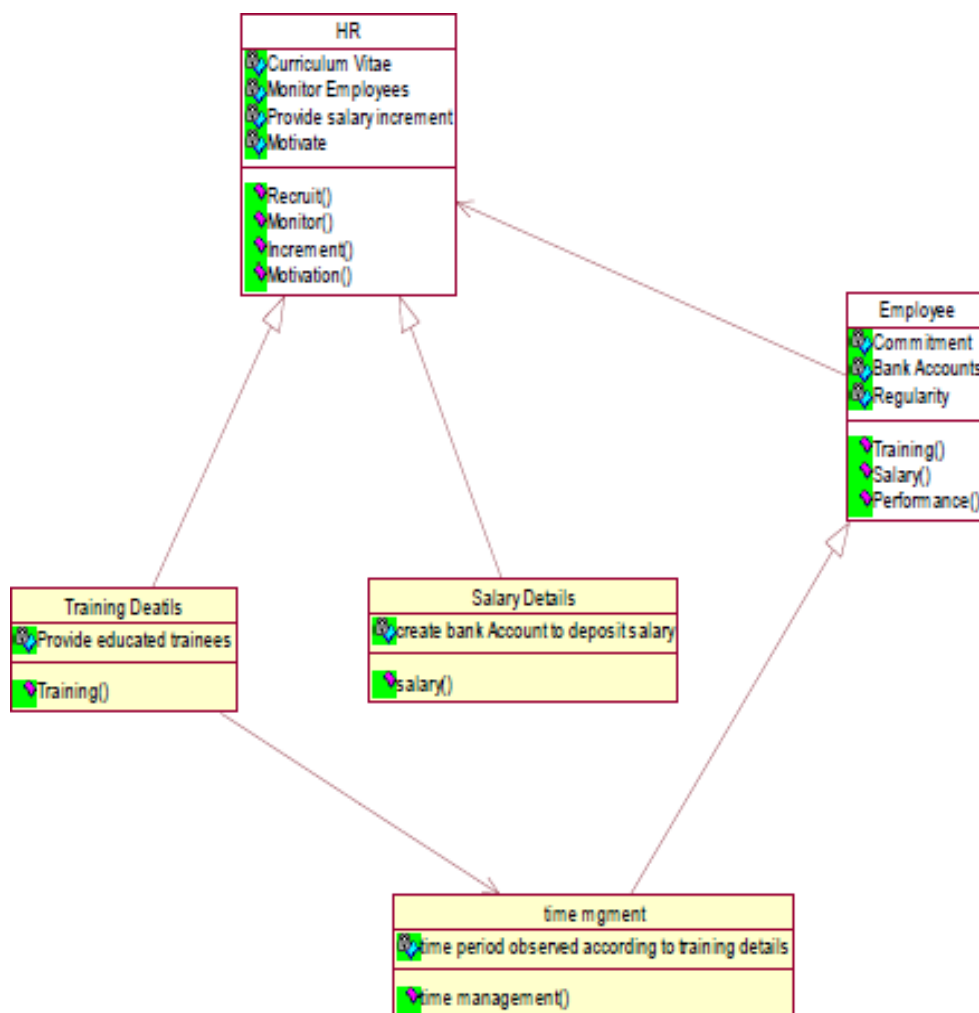 HR
Curriculum Vitae
Monitor Employees
Provide salary increment
Motivate
Recruit()
Monitor()
Increment()
Motivation()
Employee
Commitment
Bank Accounts
Regularity
Training()
Salary()
Performance()
Training Deatils
Provide educated trainees
Training()
Salary Details
create bank Account to deposit salary
salary()
time mgment
time period observed according to training details
time management()